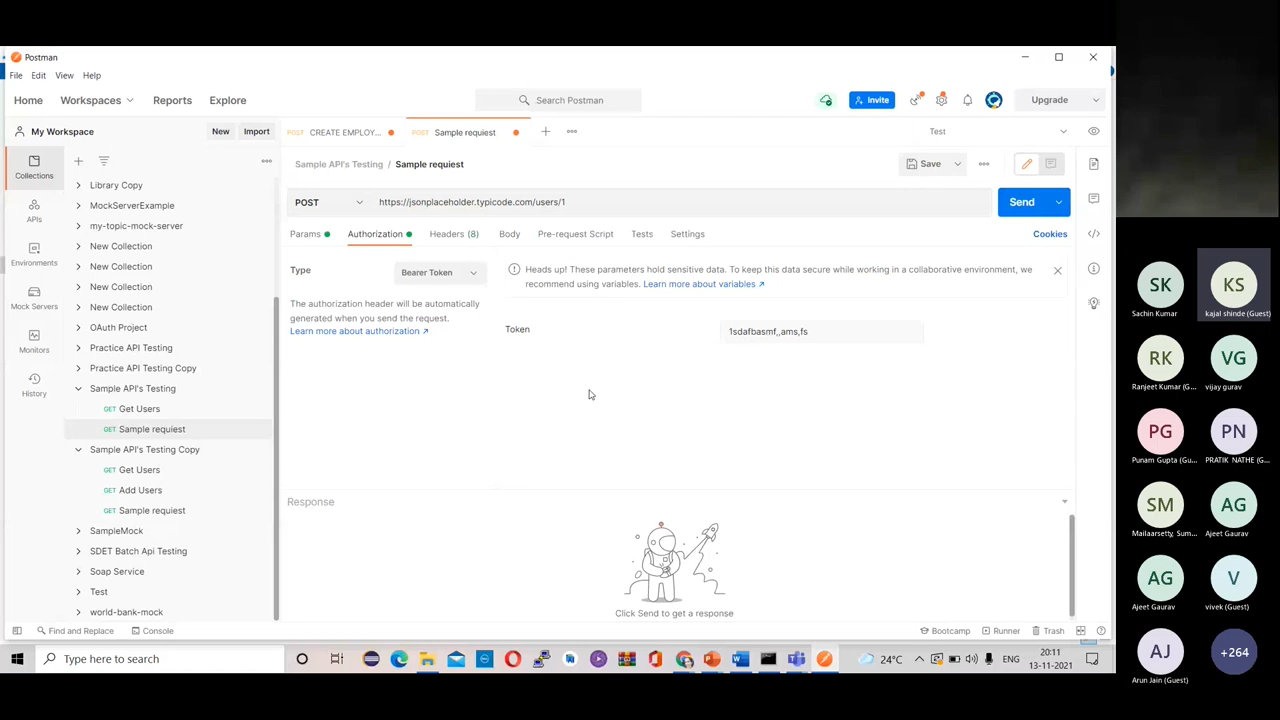 Postman
File Edit View Help
Home Workspaces Reports Explore
Search Postman
Invite
Upgrade
My Workspace
New Import
POST CREATE EMPLOY...
POST Sample requiest
Test
Collections
APIs
Environments
Mock Servers
Monitors
History
Library Copy
MockServerExample
my-topic-mock-server
New Collection
New Collection
New Collection
New Collection
OAuth Project
Practice API Testing
Practice API Testing Copy
Sample API's Testing
GET Get Users
GET Sample requiest
Sample API's Testing Copy
GET Get Users
GET Add Users
GET Sample requiest
SampleMock
SDET Batch Api Testing
Soap Service
Test
world-bank-mock
Sample API's Testing / Sample requiest
Save
POST https://jsonplaceholder.typicode.com/users/1
Send
Params Authorization Headers (8) Body Pre-request Script Tests Settings
Cookies
Type
Bearer Token
The authorization header will be automatically
generated when you send the request.
Learn more about authorization ↗
Heads up! These parameters hold sensitive data. To keep this data secure while working in a collaborative environment, we
recommend using variables. Learn more about variables ↗
Token
1sdafbasmf,,ams,fs
Response
Click Send to get a response
Find and Replace Console
Bootcamp Runner Trash
Type here to search
24°C
ENG
20:11
13-11-2021
SK
Sachin Kumar
KS
kajal shinde (Guest)
RK
Ranjeet Kumar (G...
VG
vijay gurav
PG
Punam Gupta (Gu...
PN
PRATIK NATHE (G...
SM
Mailaarsetty, Sum...
AG
Ajeet Gaurav
AG
Ajeet Gaurav
V
vivek (Guest)
AJ
Arun Jain (Guest)
+264